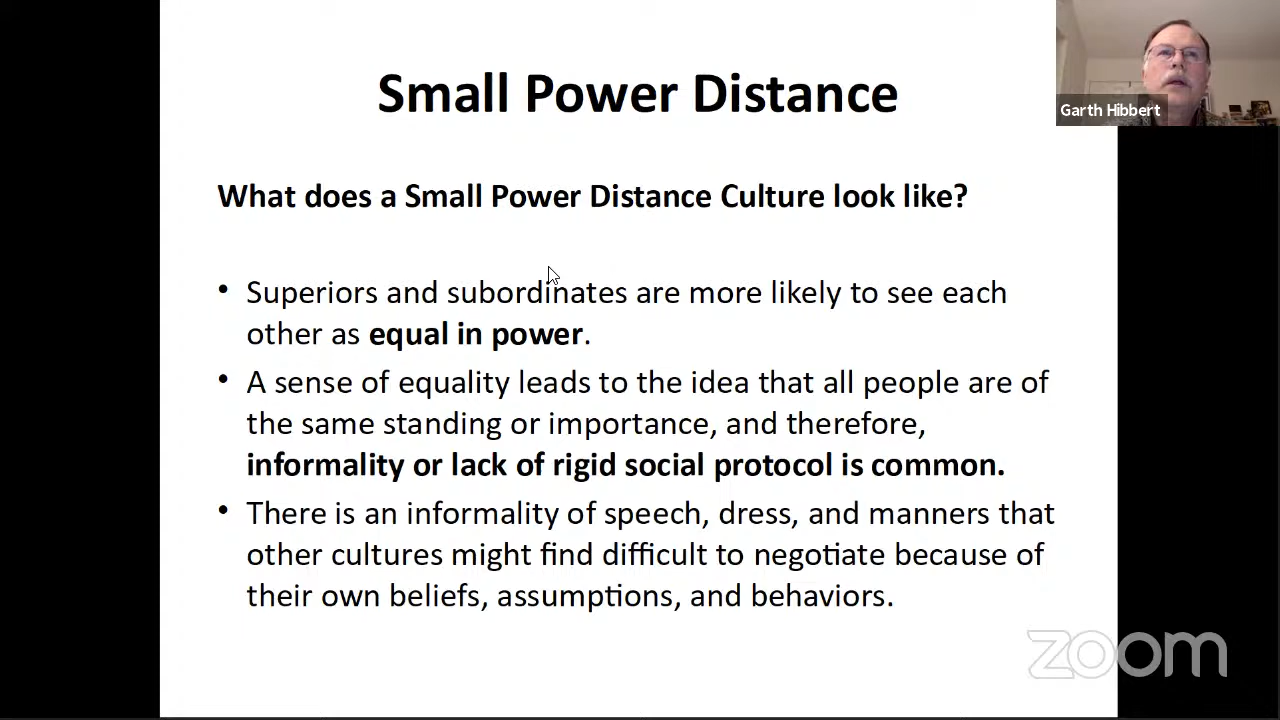 Small Power Distance
Garth Hibbert
What does a Small Power Distance Culture look like?
• Superiors and subordinates are more likely to see each
other as equal in power.
• A sense of equality leads to the idea that all people are of
the same standing or importance, and therefore,
informality or lack of rigid social protocol is common.
• There is an informality of speech, dress, and manners that
other cultures might find difficult to negotiate because of
their own beliefs, assumptions, and behaviors.
zoom